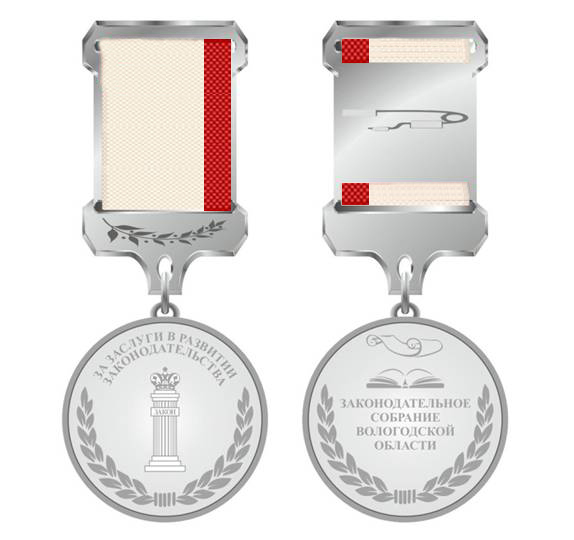 ЗА ЗАСЛУГИ В РАЗВИТИИ
ЗАКОНОДАТЕЛЬСТВА
ЗАКОН
ЗАКОНОДАТЕЛЬНОЕ
СОБРАНИЕ
ВОЛОГОДСКОЙ
ОБЛАСТИ